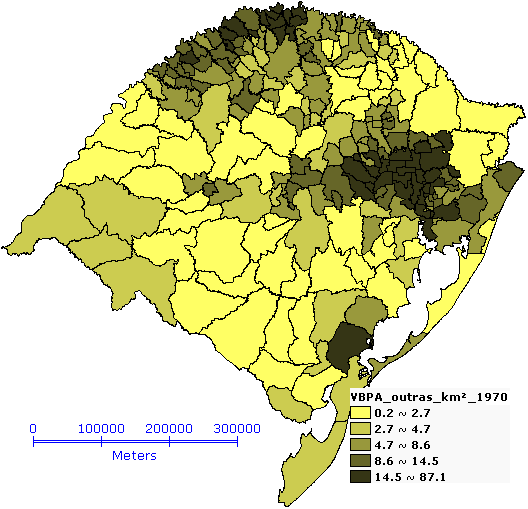 VBPA_outras_km²_1970
0.2 ~ 2.7
2.7 ~ 4.7
4.7 ~ 8.6
8.6 ~ 14.5
14.5 ~ 87.1
0 100000 200000 300000
Meters